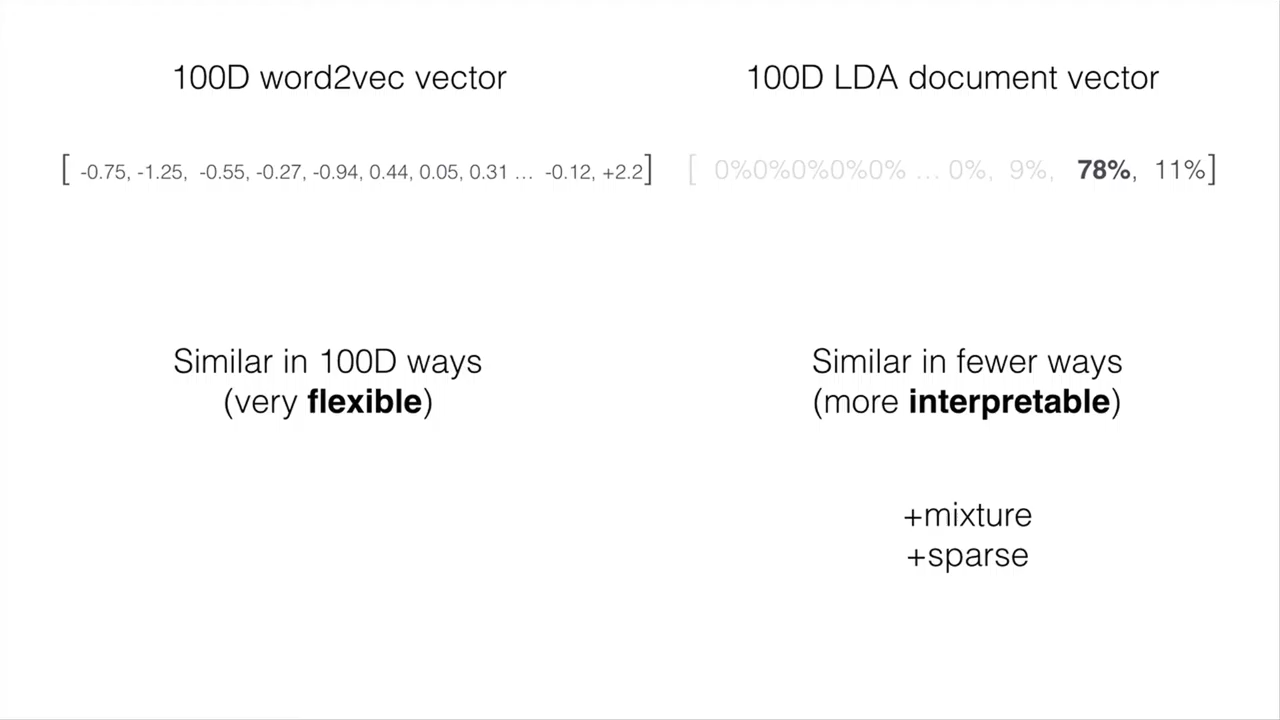 100D word2vec vector
[ -0.75, -1.25, -0.55, -0.27, -0.94, 0.44, 0.05, 0.31 … -0.12, +2.2]
Similar in 100D ways
(very flexible)
100D LDA document vector
[ 0%0%0%0%0% … 0%, 9%, 78%, 11%]
Similar in fewer ways
(more interpretable)
+mixture
+sparse